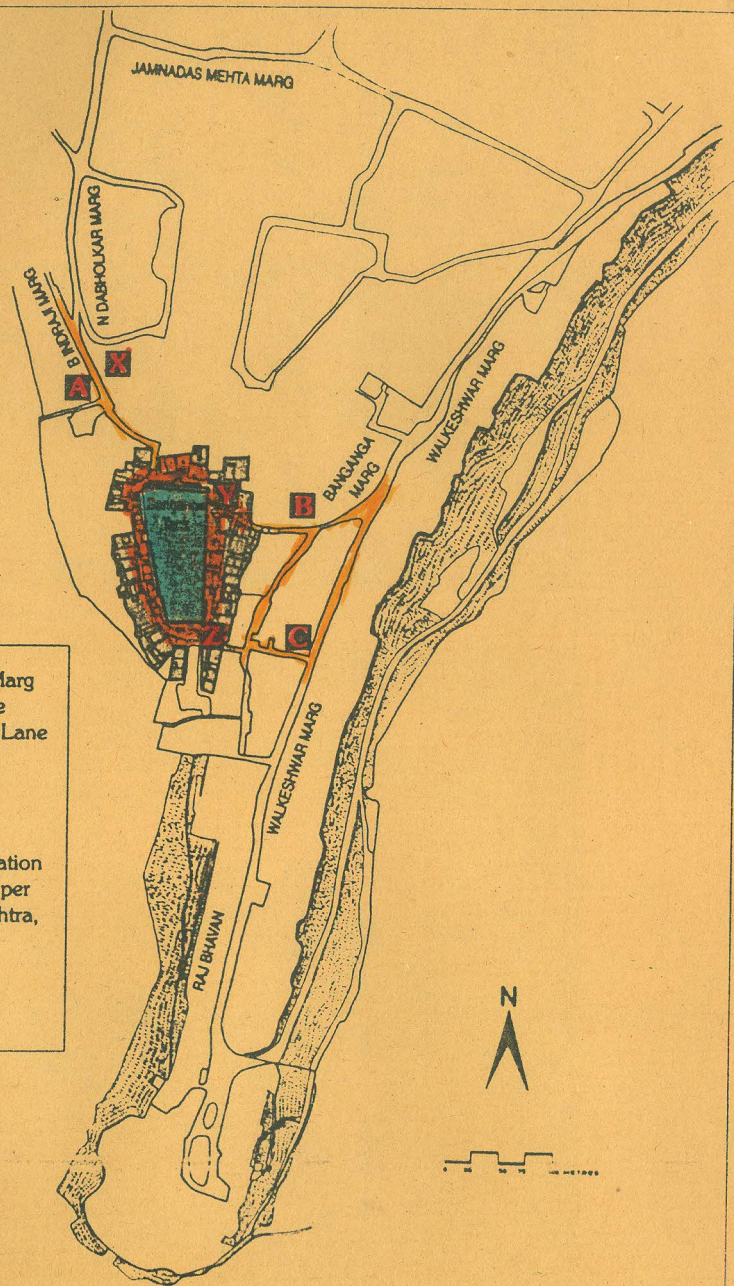 JAMNADAS MEHTA MARG
N DABHOLKAR MARG
B INDRAJI MARG
X
A
WALKESHWAR MARG
BANGANGA
MARG
Y
B
Z
C
Marg
e
Lane
WALKESHWAR MARG
ation
per
htra,
RAJ BHAVAN
N
METRES